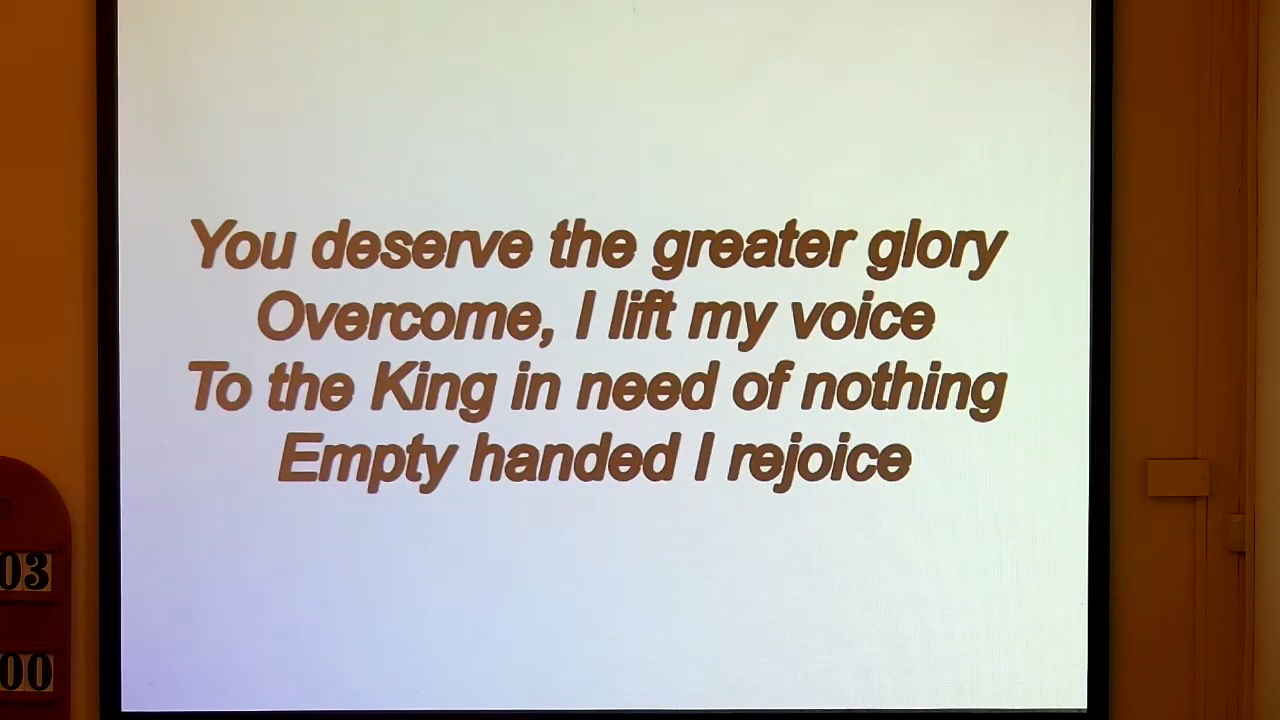 You deserve the greater glory
Overcome, I lift my voice
To the King in need of nothing
Empty handed I rejoice
03
00